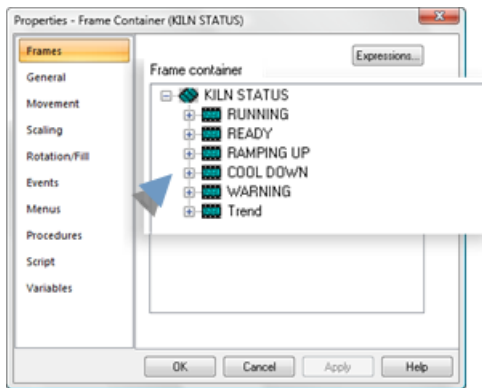 Properties - Frame Container (KILN STATUS)
Frames
General
Movement
Scaling
Rotation/Fill
Events
Menus
Procedures
Script
Variables
Expressions...
Frame container
KILN STATUS
RUNNING
READY
RAMPING UP
COOL DOWN
WARNING
Trend
OK
Cancel
Apply
Help